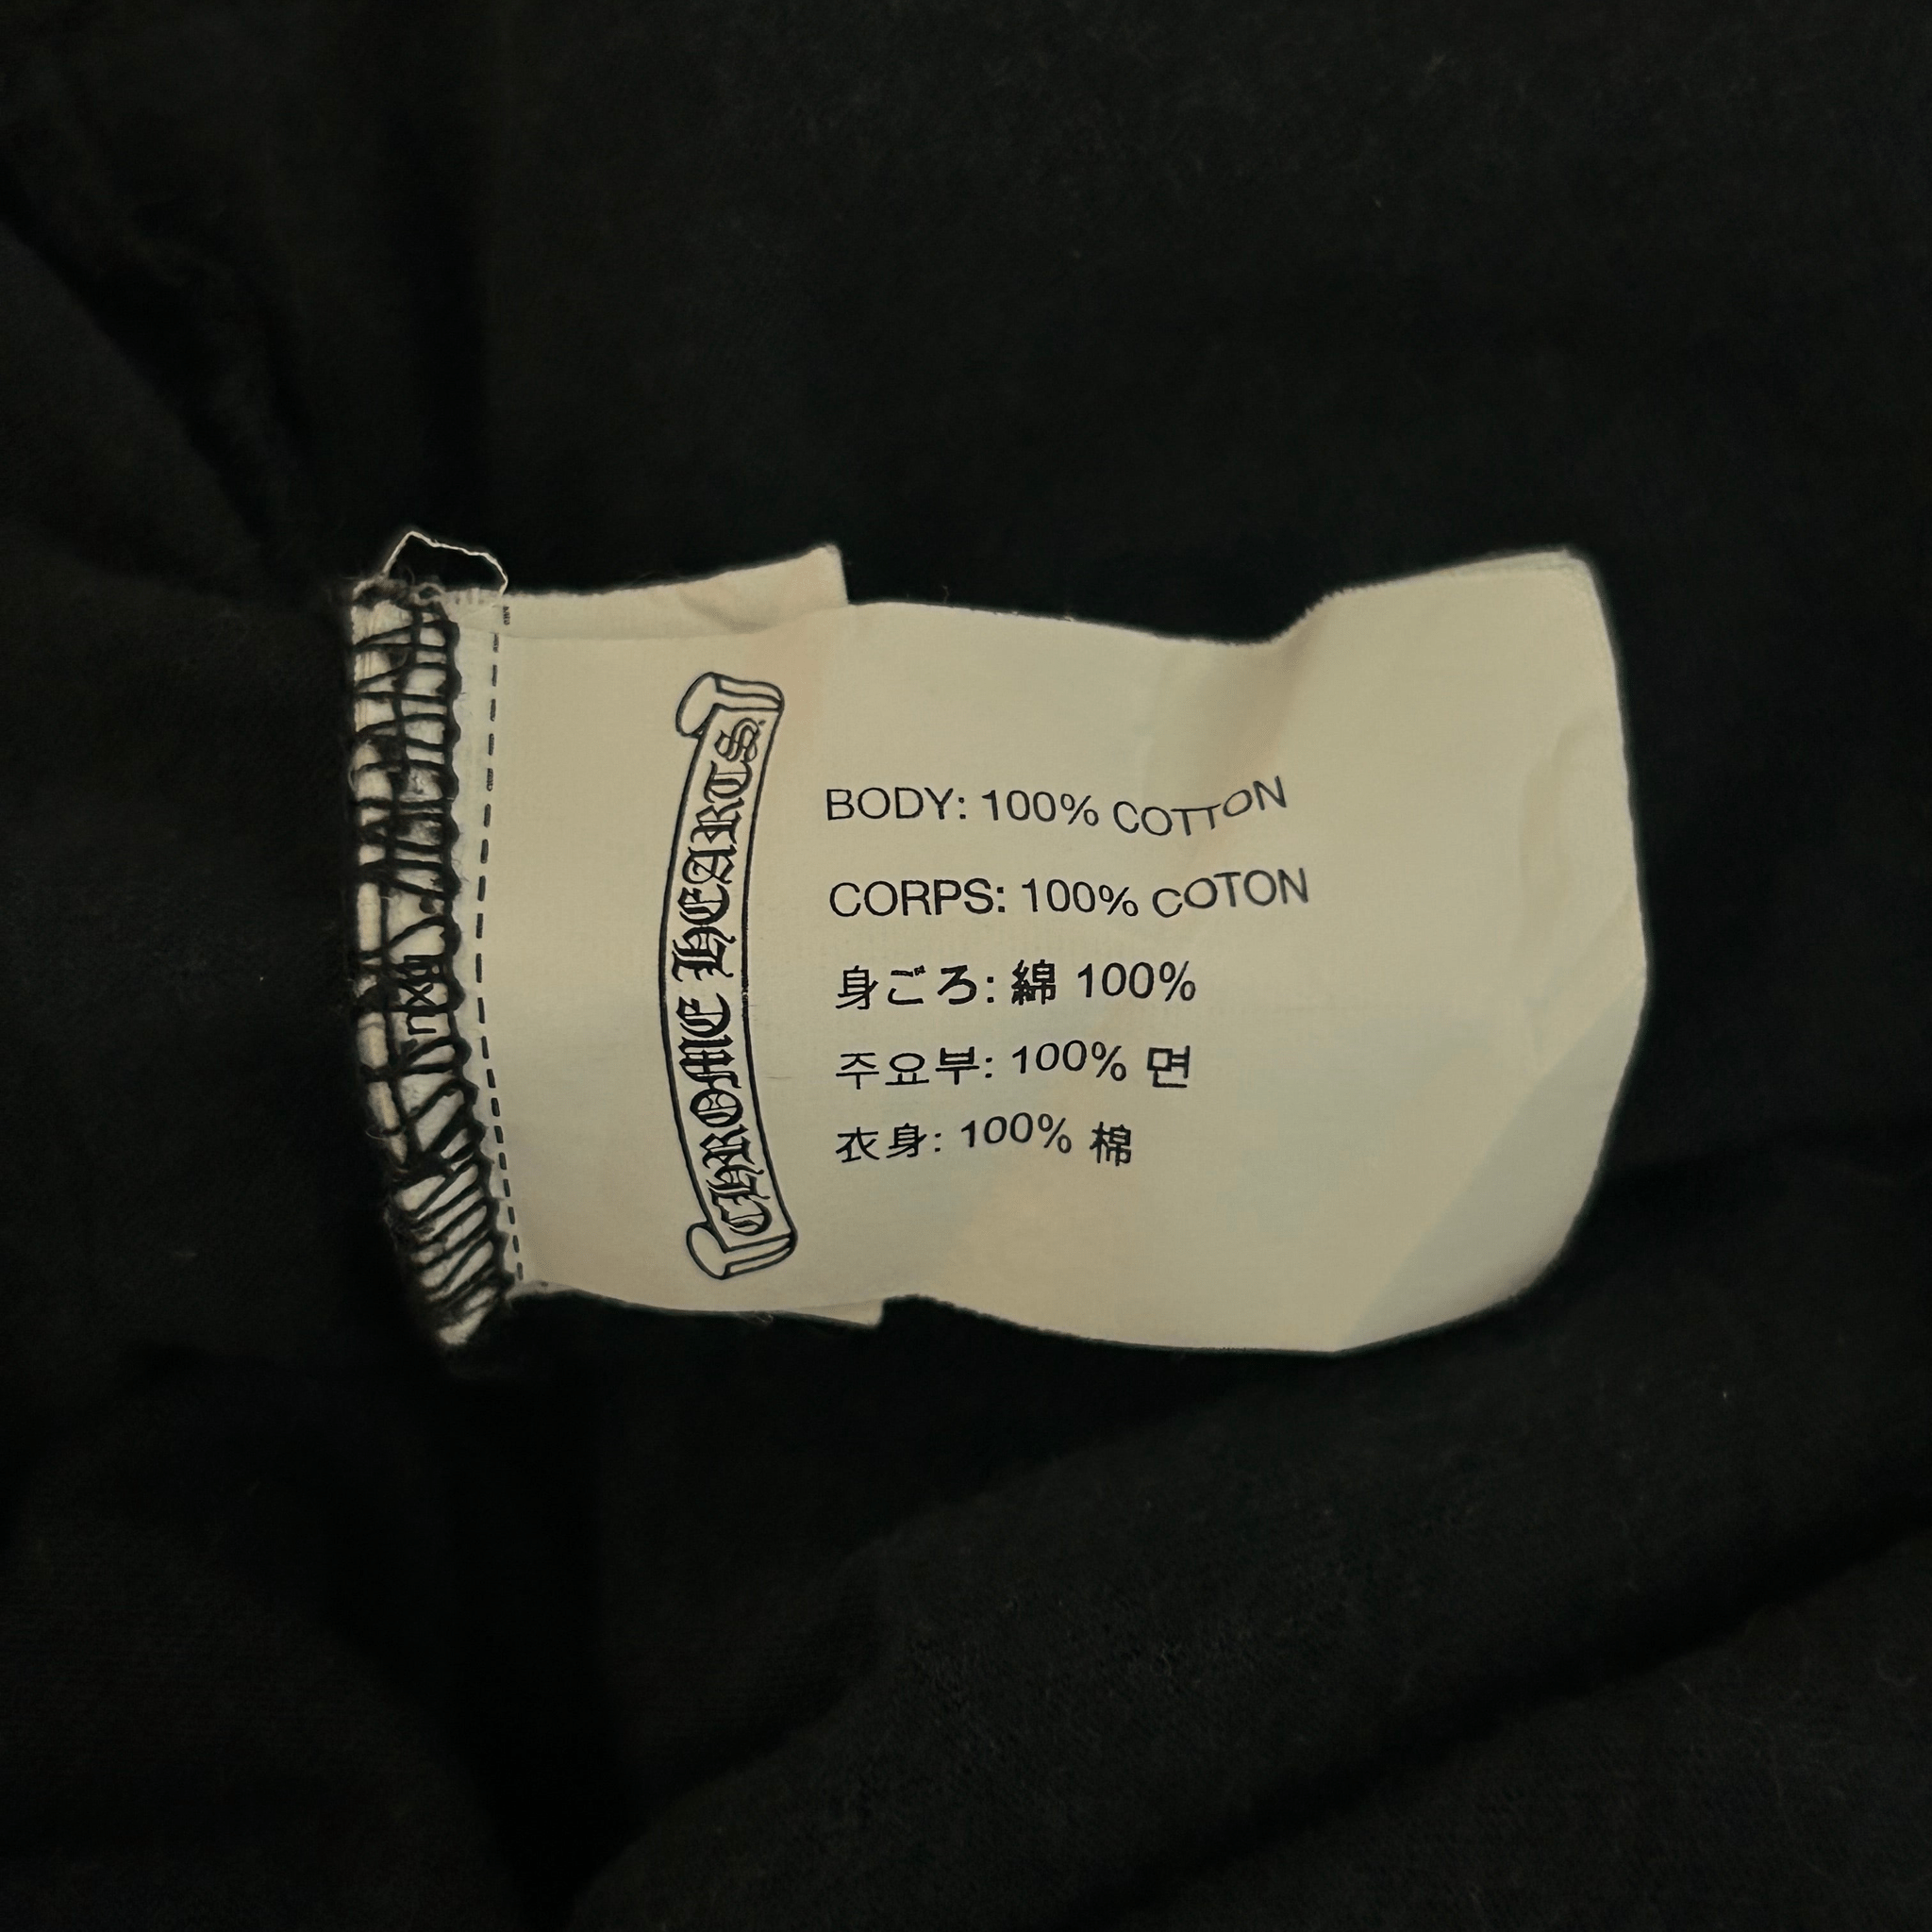 CHROME HEARTS
BODY: 100% COTTON
CORPS: 100% COTON
身ごろ: 綿 100%
주요부: 100% 면
衣身: 100% 棉